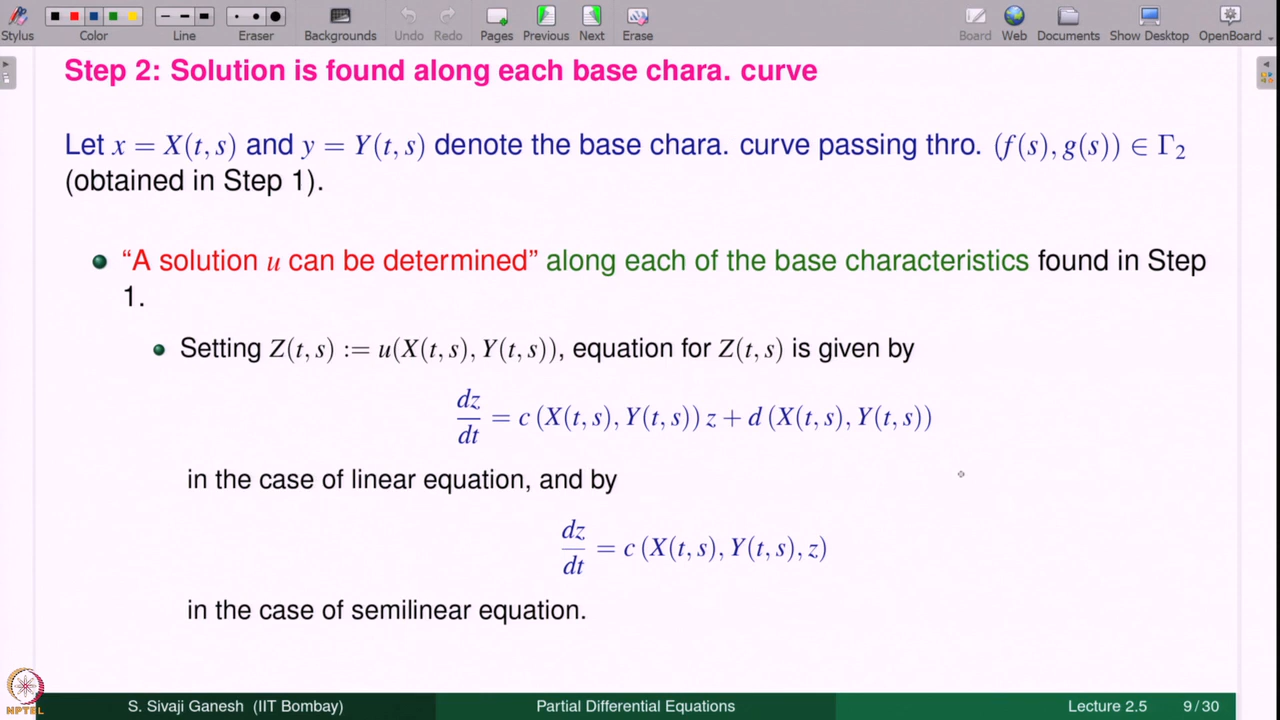 Stylus Color Line Eraser Backgrounds Undo Redo Pages Previous Next Erase Board Web Documents Show Desktop OpenBoard
Step 2: Solution is found along each base chara. curve
Let x = X(t, s) and y = Y(t, s) denote the base chara. curve passing thro. (f(s), g(s)) ∈ Γ₂
(obtained in Step 1).
“A solution u can be determined” along each of the base characteristics found in Step
1.
Setting Z(t, s) := u(X(t, s), Y(t, s)), equation for Z(t, s) is given by
dz/dt = c (X(t, s), Y(t, s)) z + d (X(t, s), Y(t, s))
in the case of linear equation, and by
dz/dt = c (X(t, s), Y(t, s), z)
in the case of semilinear equation.
NPTEL
S. Sivaji Ganesh (IIT Bombay) Partial Differential Equations Lecture 2.5 9 / 30